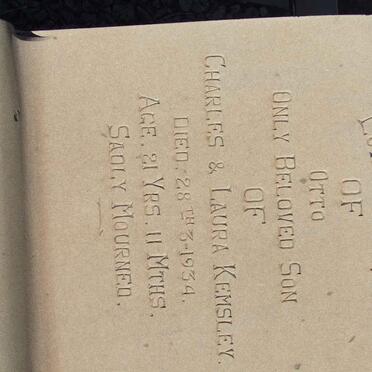 OF
OTTO
ONLY BELOVED SON
OF
CHARLES & LAURA KEMSLEY.
DIED. 28TH 3-1934.
AGE. 21 YRS. 11 MTHS.
SADLY MOURNED.